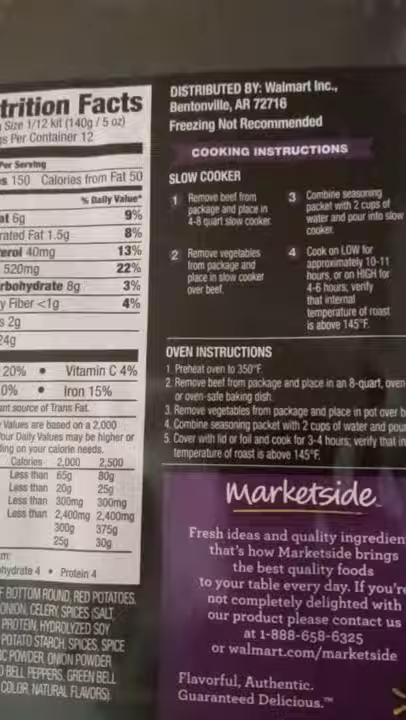 trition Facts
Size 1/12 kit (140g / 5 oz)
s Per Container 12
Per Serving
s 150 Calories from Fat 50
% Daily Value*
at 6g 9%
rated Fat 1.5g 8%
erol 40mg 13%
520mg 22%
rbohydrate 8g 3%
y Fiber <1g 4%
s 2g
24g
20% • Vitamin C 4%
0% • Iron 15%
ant source of Trans Fat.
Values are based on a 2,000
our Daily Values may be higher or
ding on your calorie needs.
Calories 2,000 2,500
Less than 65g 80g
Less than 20g 25g
Less than 300mg 300mg
Less than 2,400mg 2,400mg
300g 375g
25g 30g
m:
hydrate 4 • Protein 4
F BOTTOM ROUND, RED POTATOES,
ONION, CELERY, SPICES (SALT,
PROTEIN, HYDROLYZED SOY
POTATO STARCH, SPICES, SPICE
IC POWDER, ONION POWDER
D BELL PEPPERS, GREEN BELL
COLOR, NATURAL FLAVORS).
DISTRIBUTED BY: Walmart Inc.,
Bentonville, AR 72716
Freezing Not Recommended
COOKING INSTRUCTIONS
SLOW COOKER
1 Remove beef from
package and place in
4-8 quart slow cooker.
2 Remove vegetables
from package and
place in slow cooker
over beef.
3 Combine seasoning
packet with 2 cups of
water and pour into slow
cooker.
4 Cook on LOW for
approximately 10-11
hours, or on HIGH for
4-6 hours; verify
that internal
temperature of roast
is above 145°F.
OVEN INSTRUCTIONS
1. Preheat oven to 350°F.
2. Remove beef from package and place in an 8-quart, oven
or oven-safe baking dish.
3. Remove vegetables from package and place in pot over b
4. Combine seasoning packet with 2 cups of water and pou
5. Cover with lid or foil and cook for 3-4 hours; verify that in
temperature of roast is above 145°F.
Marketside™
Fresh ideas and quality ingredien
that's how Marketside brings
the best quality foods
to your table every day. If you're
not completely delighted with
our product please contact us
at 1-888-658-6325
or walmart.com/marketside
Flavorful, Authentic.
Guaranteed Delicious.™